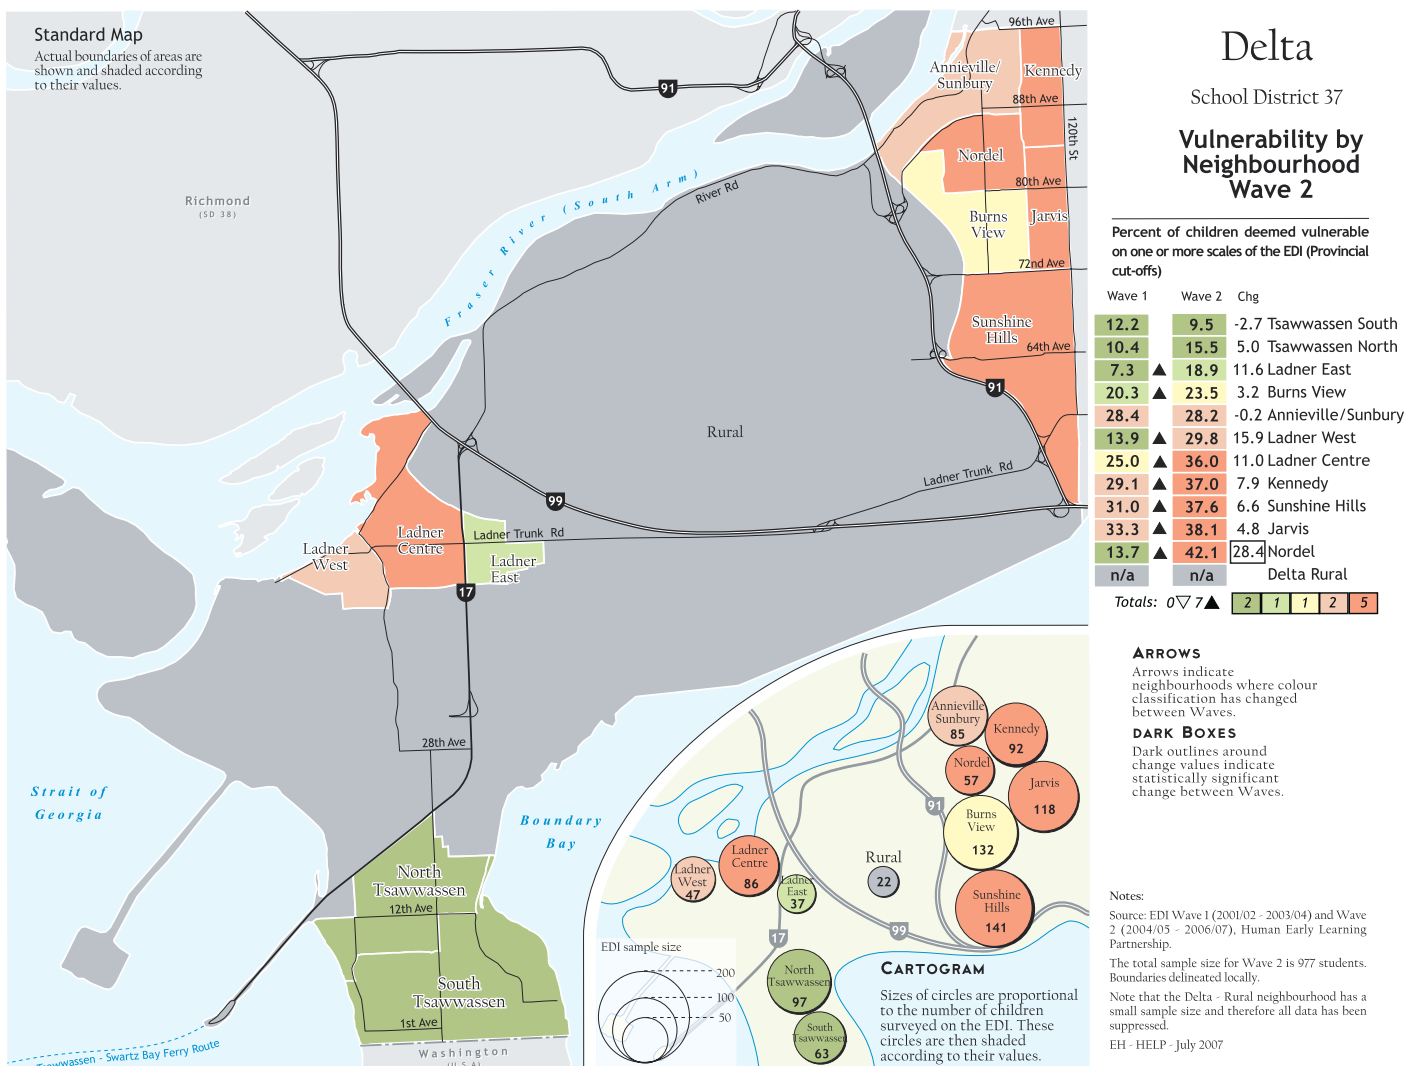 Standard Map
Actual boundaries of areas are
shown and shaded according
to their values.
Richmond
(SD 38)
Fraser River (South Arm)
River Rd
91
96th Ave
Annieville/
Sunbury
Kennedy
88th Ave
120th St
Nordel
80th Ave
Burns
View
Jarvis
72nd Ave
Sunshine
Hills
64th Ave
91
Rural
Ladner Trunk Rd
99
Ladner
Centre
Ladner Trunk Rd
Ladner
West
Ladner
East
17
28th Ave
Strait of
Georgia
Boundary
Bay
North
Tsawwassen
12th Ave
South
Tsawwassen
1st Ave
Washington
(U.S.A)
Tsawwassen - Swartz Bay Ferry Route
Annieville
Sunbury
85
Kennedy
92
Nordel
57
Jarvis
118
91
Burns
View
132
Ladner
Centre
86
Ladner
West
47
Ladner
East
37
Rural
22
Sunshine
Hills
141
17
99
EDI sample size
200
100
50
North
Tsawwassen
97
South
Tsawwassen
63
CARTOGRAM
Sizes of circles are proportional
to the number of children
surveyed on the EDI. These
circles are then shaded
according to their values.
Delta
School District 37
Vulnerability by
Neighbourhood
Wave 2
Percent of children deemed vulnerable
on one or more scales of the EDI (Provincial
cut-offs)
Wave 1 Wave 2 Chg
12.2 9.5 -2.7 Tsawwassen South
10.4 15.5 5.0 Tsawwassen North
7.3 ▲ 18.9 11.6 Ladner East
20.3 ▲ 23.5 3.2 Burns View
28.4 28.2 -0.2 Annieville/Sunbury
13.9 ▲ 29.8 15.9 Ladner West
25.0 ▲ 36.0 11.0 Ladner Centre
29.1 ▲ 37.0 7.9 Kennedy
31.0 ▲ 37.6 6.6 Sunshine Hills
33.3 ▲ 38.1 4.8 Jarvis
13.7 ▲ 42.1 28.4 Nordel
n/a n/a Delta Rural
Totals: 0▽ 7▲ 2 1 1 2 5
ARROWS
Arrows indicate
neighbourhoods where colour
classification has changed
between Waves.
DARK BOXES
Dark outlines around
change values indicate
statistically significant
change between Waves.
Notes:
Source: EDI Wave 1 (2001/02 - 2003/04) and Wave
2 (2004/05 - 2006/07), Human Early Learning
Partnership.
The total sample size for Wave 2 is 977 students.
Boundaries delineated locally.
Note that the Delta - Rural neighbourhood has a
small sample size and therefore all data has been
suppressed.
EH - HELP - July 2007